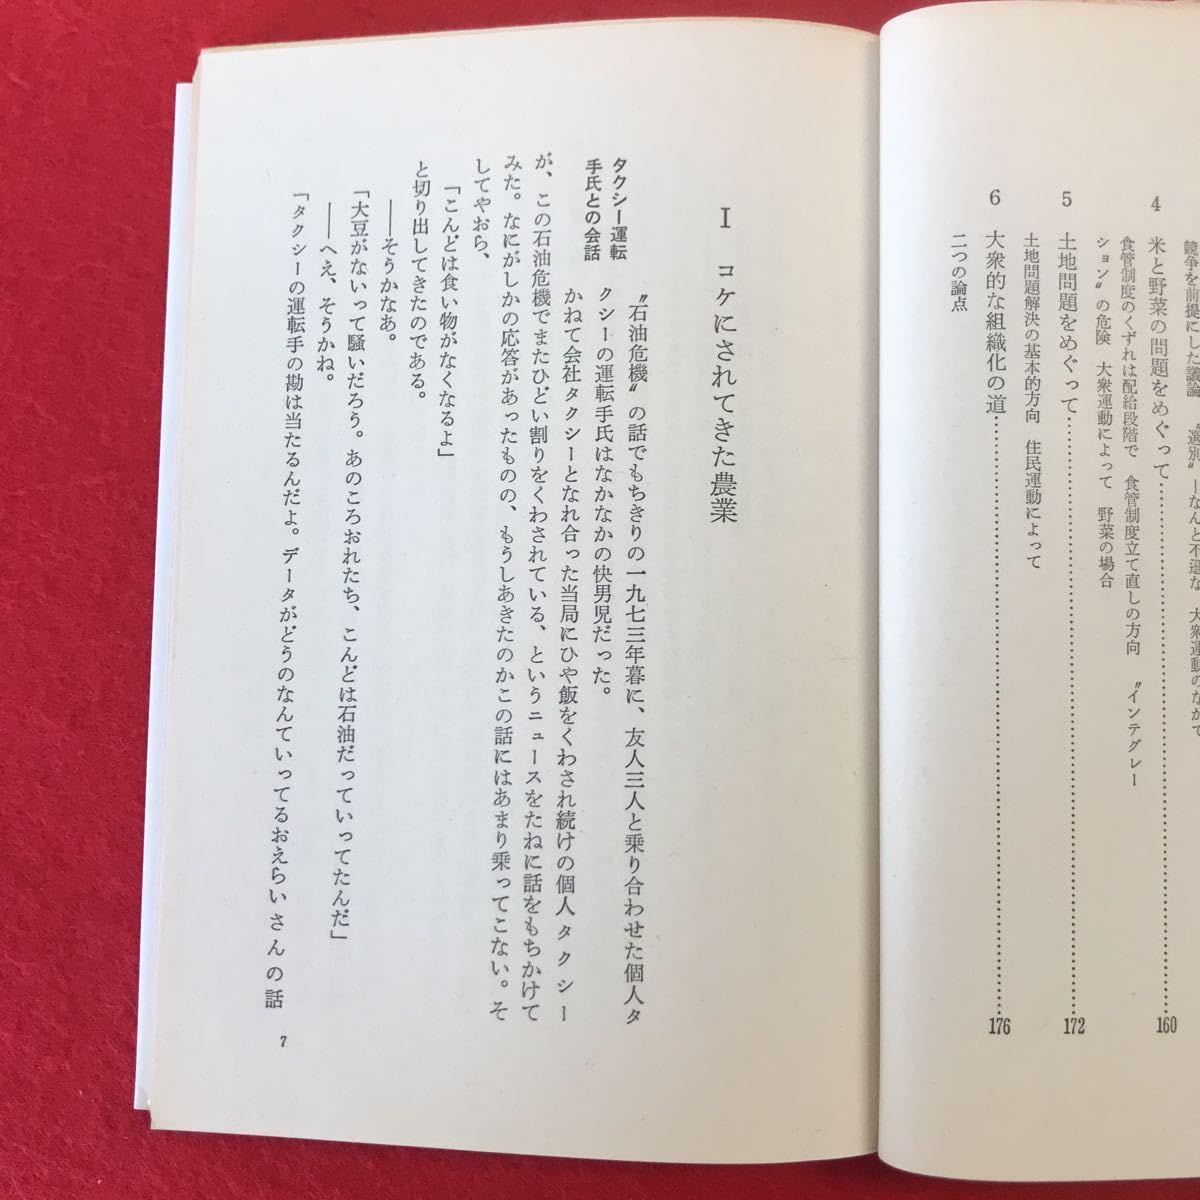 競争を前提にした議論　〝選別〟―なんと不遜な　大衆運動のなかで
4　米と野菜の問題をめぐって……………………160
食管制度のくずれは配給段階で　食管制度立て直しの方向　〝インテグレー
ション〟の危険　大衆運動によって　野菜の場合
5　土地問題をめぐって……………………172
土地問題解決の基本的方向　住民運動によって
6　大衆的な組織化の道……………………176
二つの論点
Ⅰ　コケにされてきた農業
タクシー運転
手氏との会話
〝石油危機〟の話でもちきりの一九七三年暮に、友人三人と乗り合わせた個人タ
クシーの運転手氏はなかなかの快男児だった。
かねて会社タクシーとなれ合った当局にひや飯をくわされ続けの個人タクシー
が、この石油危機でまたひどい割りをくわされている、というニュースをたねに話をもちかけて
みた。なにがしかの応答があったものの、もうしあきたのかこの話にはあまり乗ってこない。そ
してやおら、
「こんどは食い物がなくなるよ」
と切り出してきたのである。
――そうかなあ。
「大豆がないって騒いだろう。あのころおれたち、こんどは石油だっていってたんだ」
――へえ、そうかね。
「タクシーの運転手の勘は当たるんだよ。データがどうのなんていってるおえらいさんの話
7